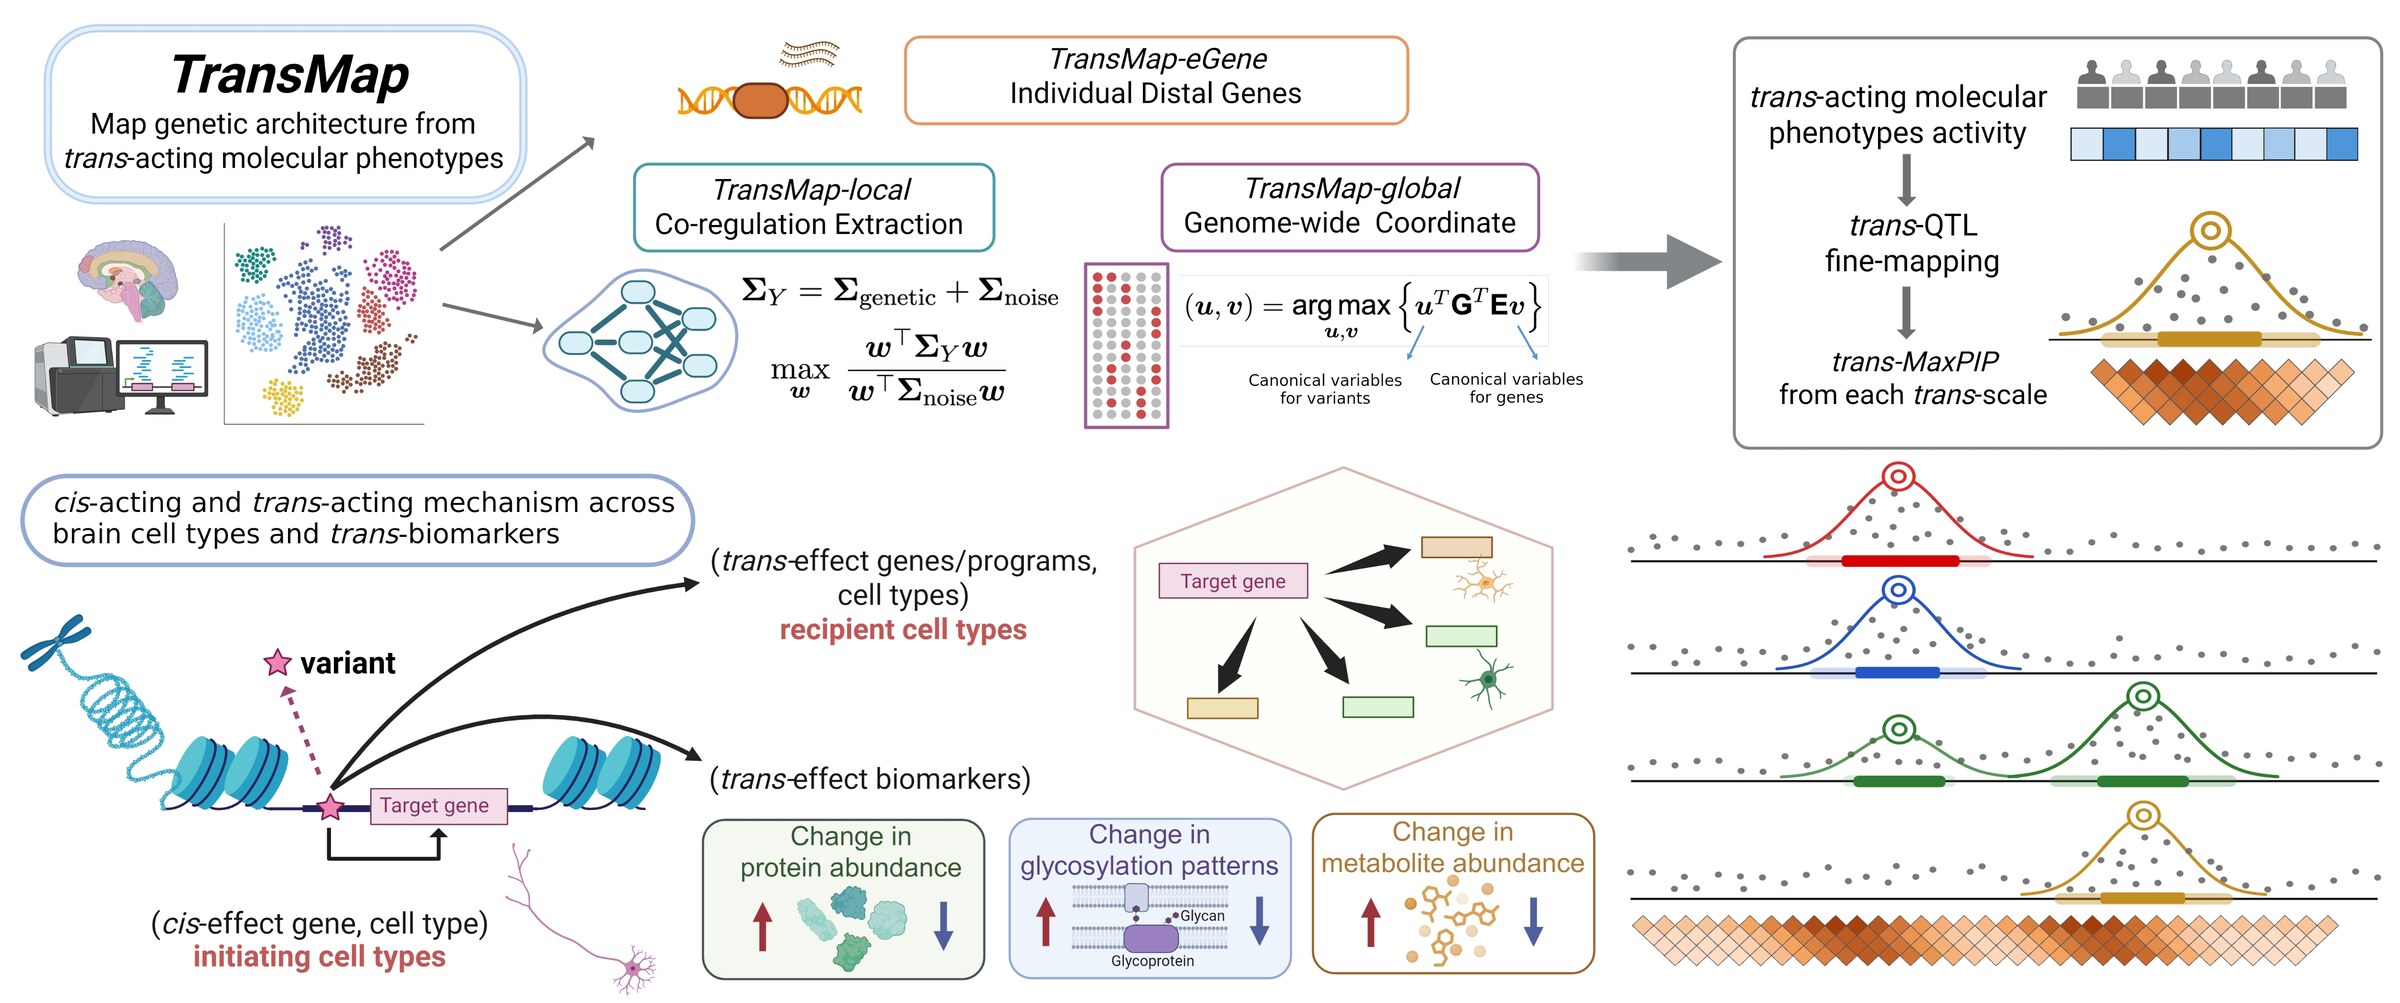 TransMap
Map genetic architecture from
trans-acting molecular phenotypes
TransMap-eGene
Individual Distal Genes
TransMap-local
Co-regulation Extraction
Σ_Y = Σ_genetic + Σ_noise
max_w (w^⊤ Σ_Y w) / (w^⊤ Σ_noise w)
TransMap-global
Genome-wide Coordinate
(u, v) = arg max_{u,v} {u^T G^T E v}
Canonical variables
for variants
Canonical variables
for genes
trans-acting molecular
phenotypes activity
trans-QTL
fine-mapping
trans-MaxPIP
from each trans-scale
cis-acting and trans-acting mechanism across
brain cell types and trans-biomarkers
variant
Target gene
(cis-effect gene, cell type)
initiating cell types
(trans-effect genes/programs,
cell types)
recipient cell types
(trans-effect biomarkers)
Target gene
Change in
protein abundance
Change in
glycosylation patterns
Glycan
Glycoprotein
Change in
metabolite abundance